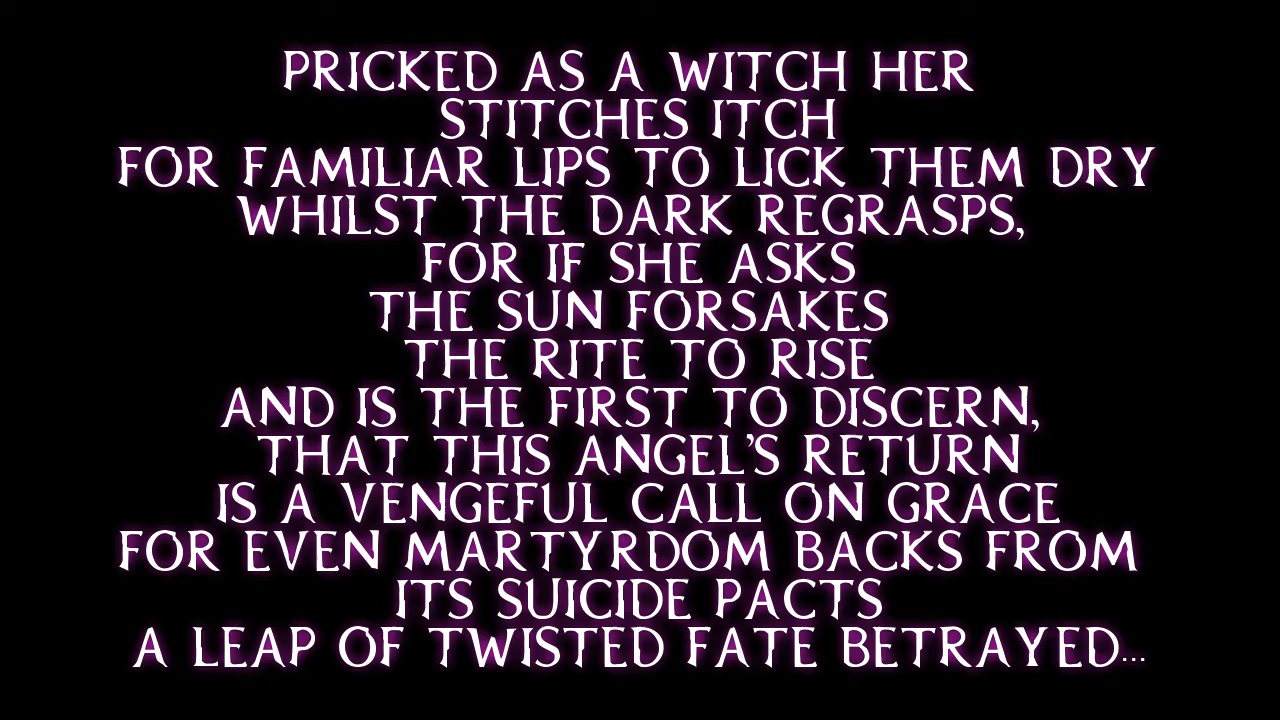 PRICKED AS A WITCH HER
STITCHES ITCH
FOR FAMILIAR LIPS TO LICK THEM DRY
WHILST THE DARK REGRASPS,
FOR IF SHE ASKS
THE SUN FORSAKES
THE RITE TO RISE
AND IS THE FIRST TO DISCERN,
THAT THIS ANGEL'S RETURN
IS A VENGEFUL CALL ON GRACE
FOR EVEN MARTYRDOM BACKS FROM
ITS SUICIDE PACTS
A LEAP OF TWISTED FATE BETRAYED...